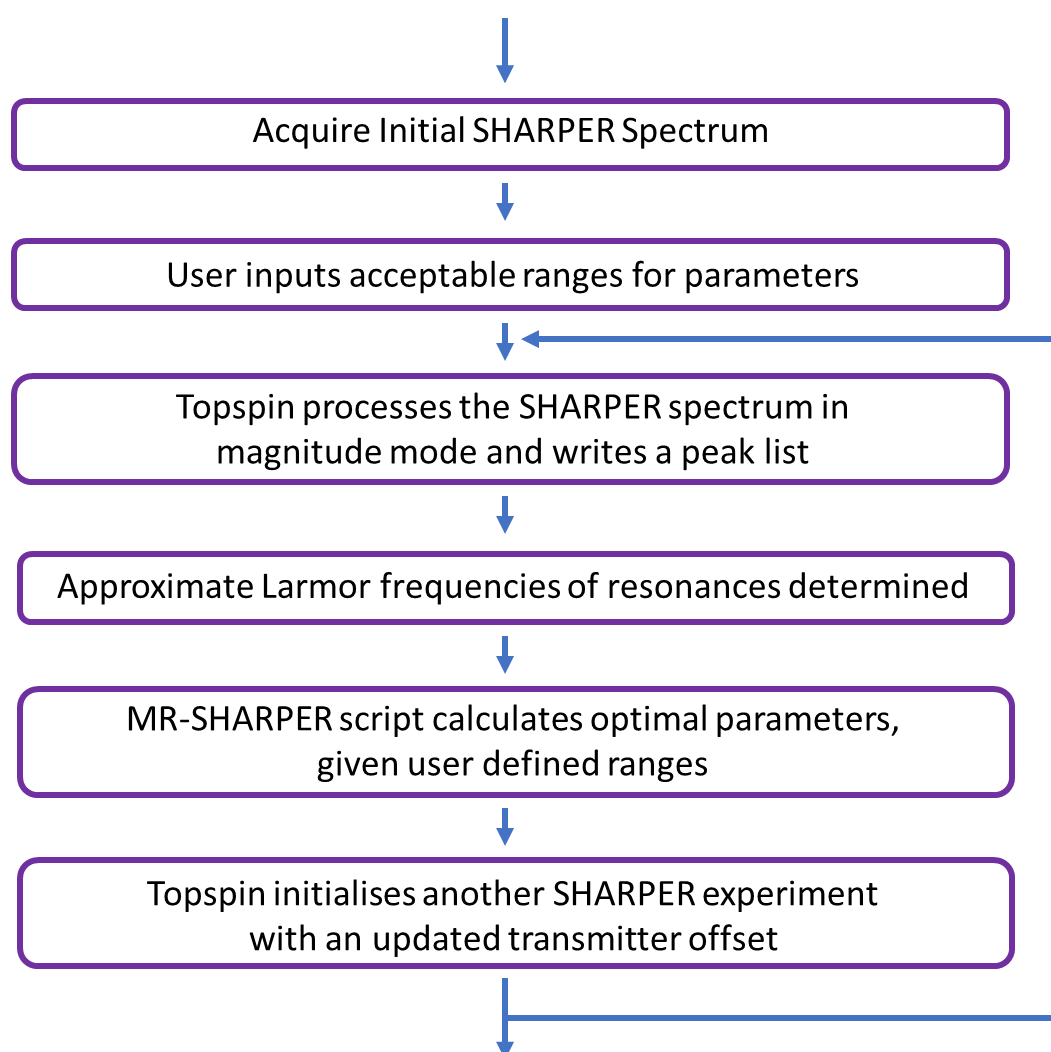 Acquire Initial SHARPER Spectrum
User inputs acceptable ranges for parameters
Topspin processes the SHARPER spectrum in
magnitude mode and writes a peak list
Approximate Larmor frequencies of resonances determined
MR-SHARPER script calculates optimal parameters,
given user defined ranges
Topspin initialises another SHARPER experiment
with an updated transmitter offset